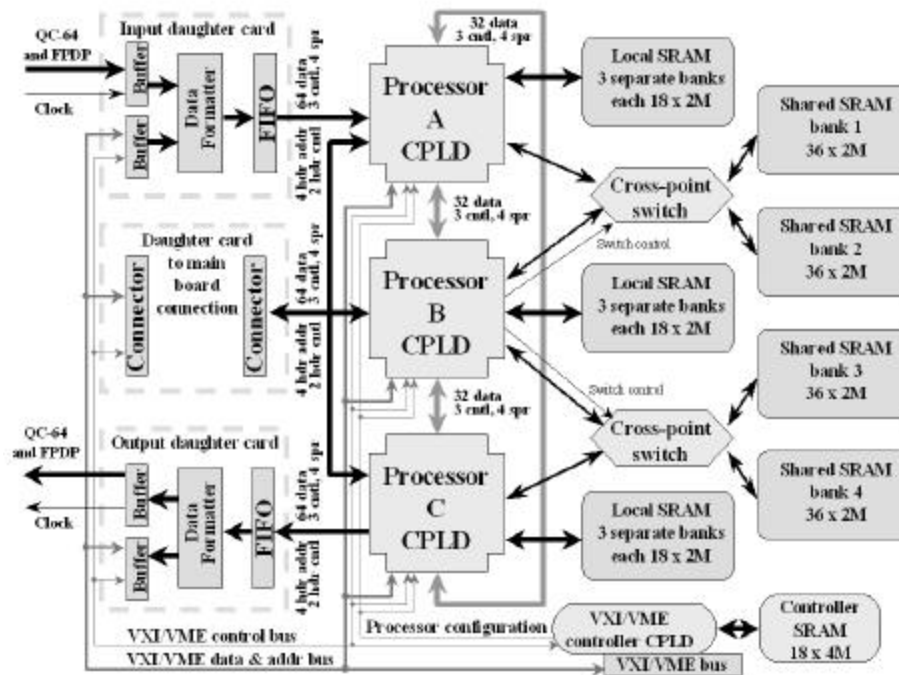 Input daughter card
QC-64
and FPDP
Clock
Buffer
Buffer
Data
Formatter
FIFO
64 data
3 cntl, 4 spr
4 hdr addr
2 hdr cntl
32 data
3 cntl, 4 spr
Processor
A
CPLD
Local SRAM
3 separate banks
each 18 x 2M
Shared SRAM
bank 1
36 x 2M
Cross-point
switch
Switch control
Shared SRAM
bank 2
36 x 2M
32 data
3 cntl, 4 spr
Daughter card
to main
board
connection
Connector
Connector
64 data
3 cntl, 4 spr
4 hdr addr
2 hdr cntl
Processor
B
CPLD
Local SRAM
3 separate banks
each 18 x 2M
Shared SRAM
bank 3
36 x 2M
Switch control
Cross-point
switch
32 data
3 cntl, 4 spr
Shared SRAM
bank 4
36 x 2M
Output daughter card
QC-64
and FPDP
Clock
Buffer
Buffer
Data
Formatter
FIFO
64 data
3 cntl, 4 spr
4 hdr addr
2 hdr cntl
Processor
C
CPLD
Local SRAM
3 separate banks
each 18 x 2M
Processor configuration
VXI/VME
controller CPLD
Controller
SRAM
18 x 4M
VXI/VME control bus
VXI/VME data & addr bus
VXI/VME bus